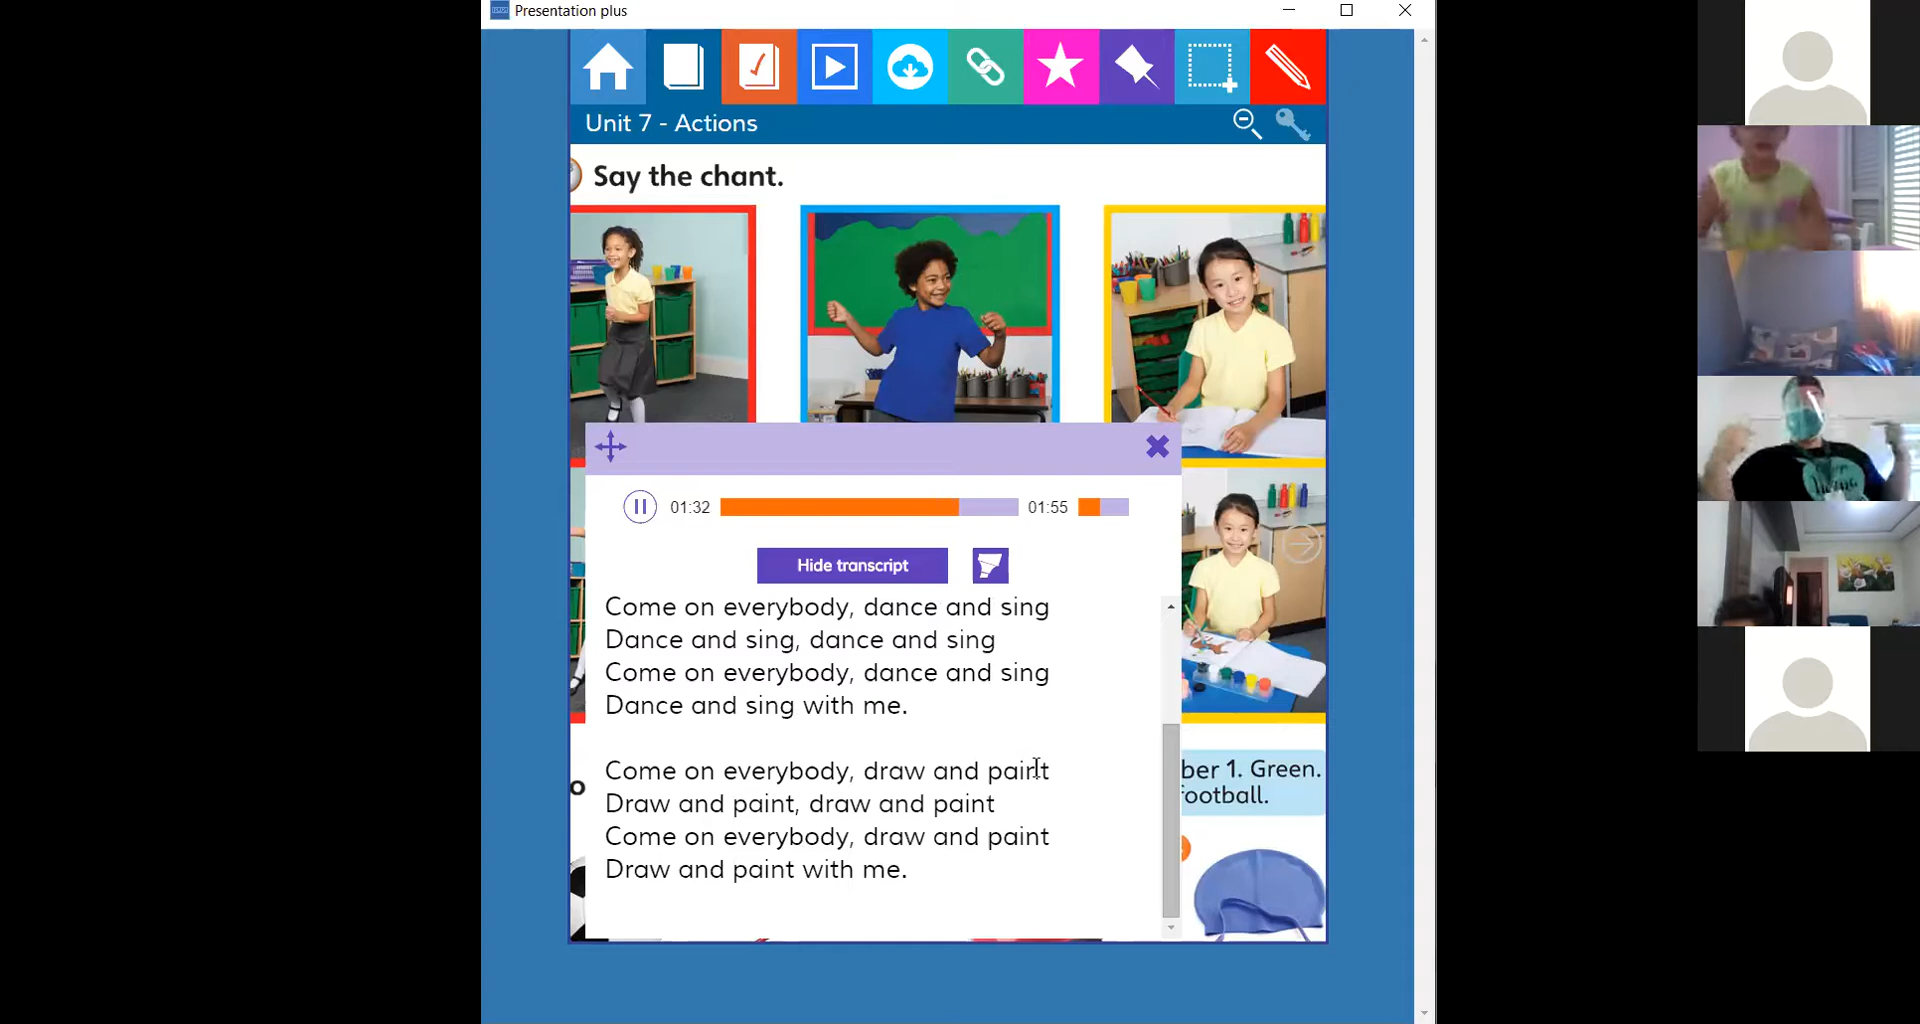 Presentation plus
Unit 7 - Actions
Say the chant.
01:32
01:55
Hide transcript
Come on everybody, dance and sing
Dance and sing, dance and sing
Come on everybody, dance and sing
Dance and sing with me.
Come on everybody, draw and paint
Draw and paint, draw and paint
Come on everybody, draw and paint
Draw and paint with me.
o
ber 1. Green.
football.